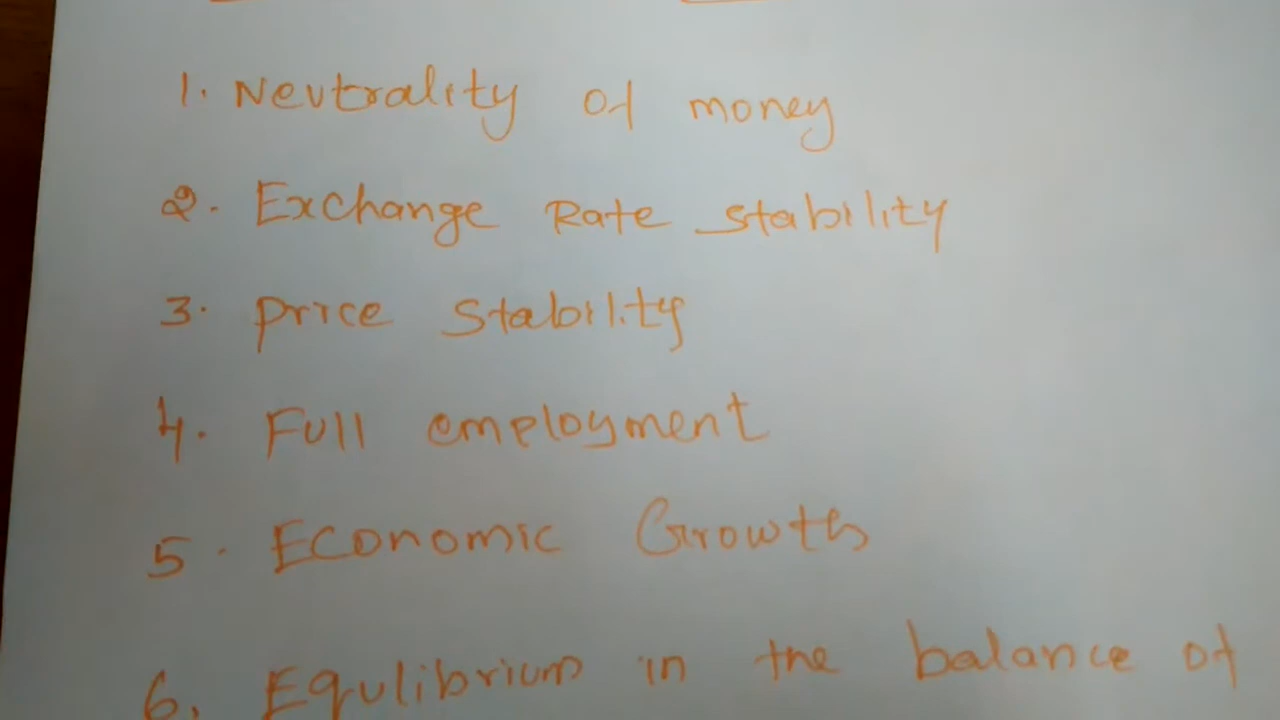 1. Neutrality of money
2. Exchange Rate stability
3. Price Stability
4. Full employment
5. Economic Growth
6. Equlibrium in the balance of